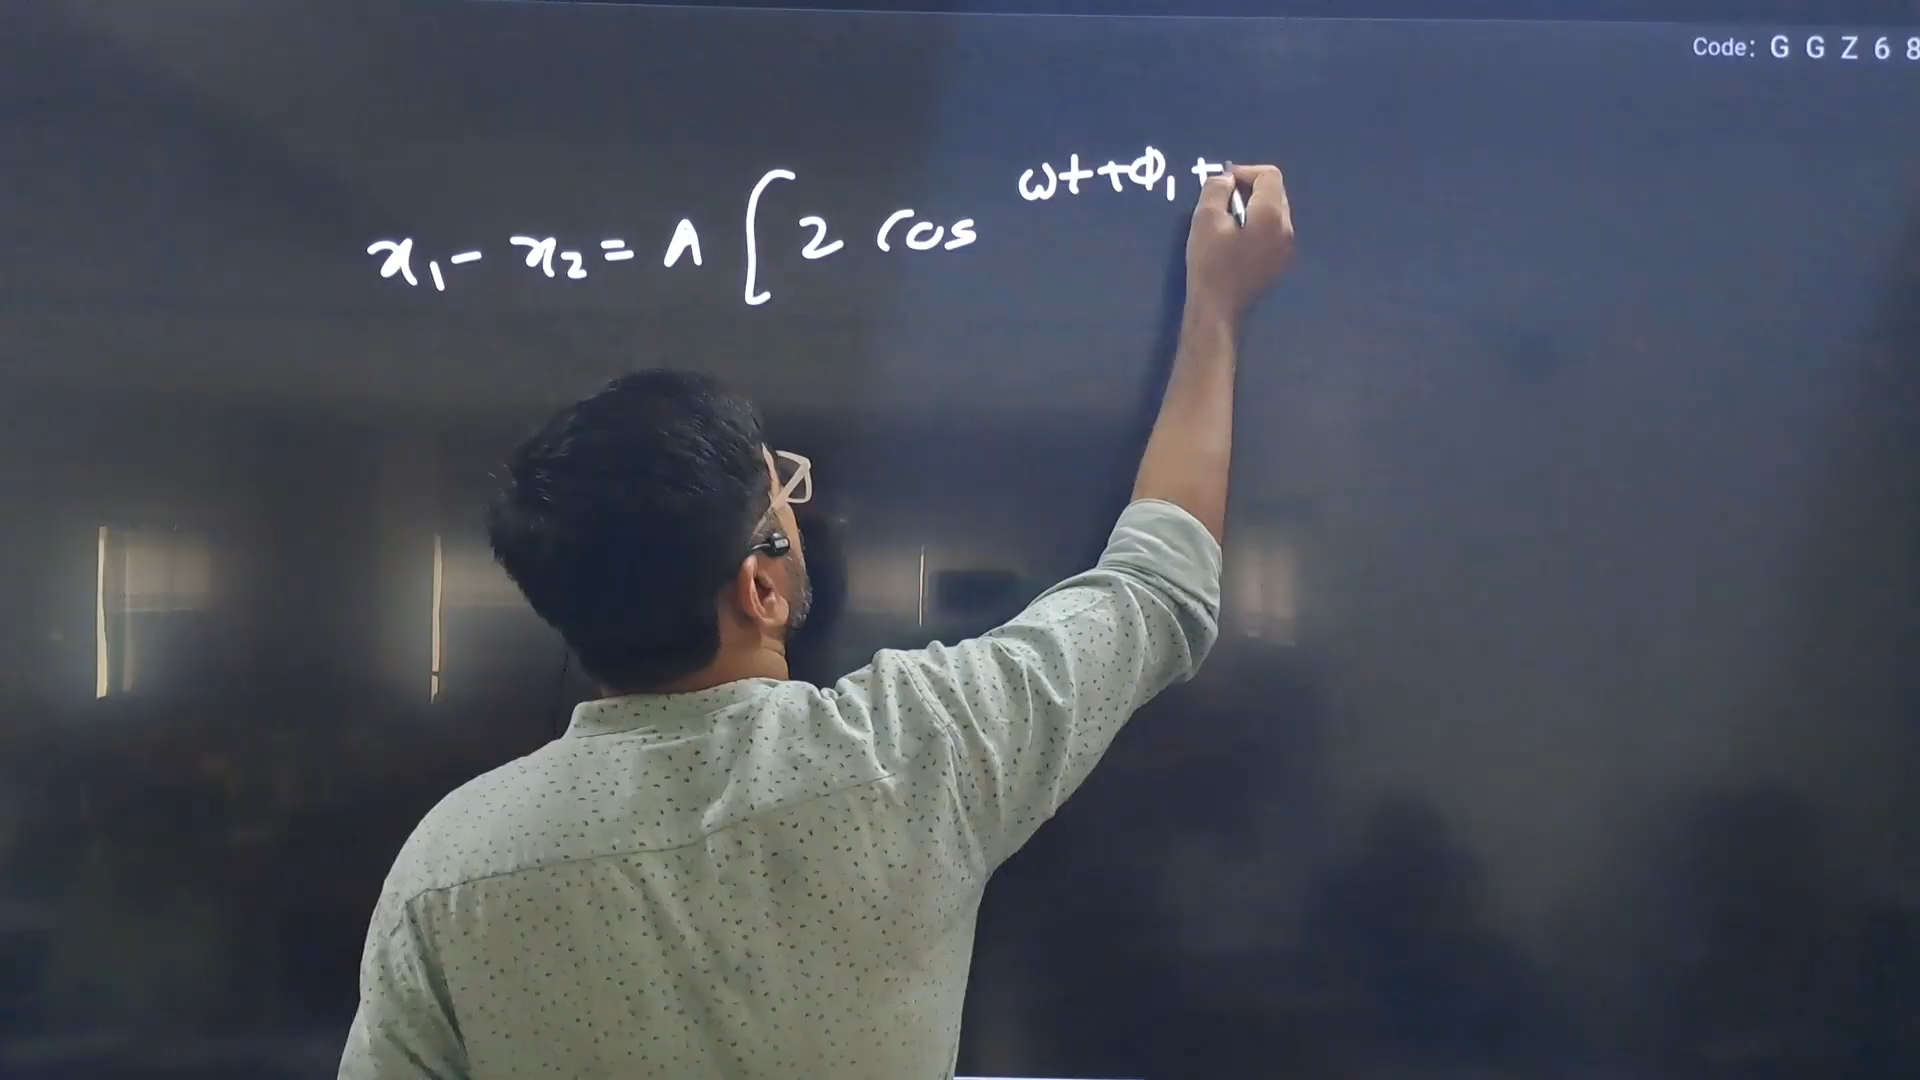 Code: G G Z 6 8
x₁ - x₂ = A [ 2 cos ωt + Φ₁ +